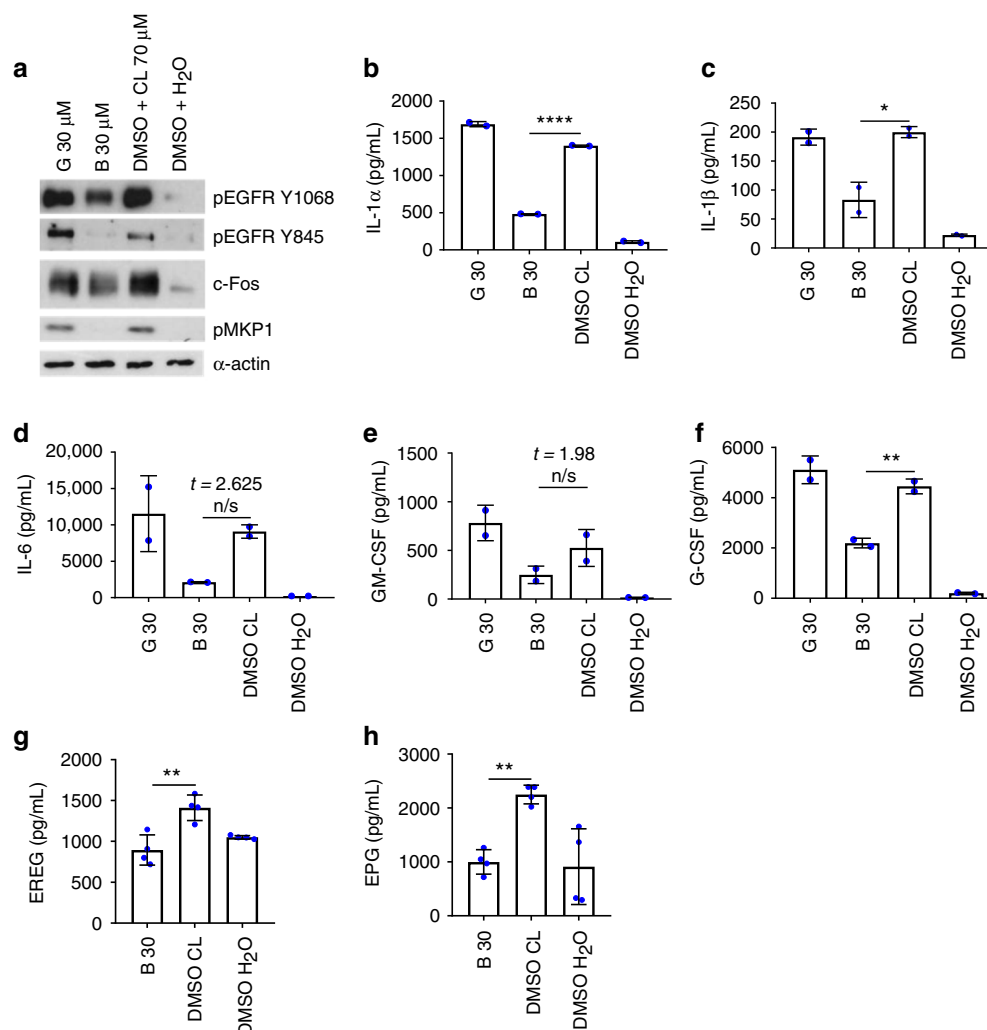 a
G 30 μM
B 30 μM
DMSO + CL 70 μM
DMSO + H2O
pEGFR Y1068
pEGFR Y845
c-Fos
pMKP1
α-actin
b
IL-1α (pg/mL)
2000
1500
1000
500
0
****
G 30
B 30
DMSO CL
DMSO H2O
c
IL-1β (pg/mL)
250
200
150
100
50
0
*
G 30
B 30
DMSO CL
DMSO H2O
d
IL-6 (pg/mL)
20,000
15,000
10,000
5000
0
t = 2.625
n/s
G 30
B 30
DMSO CL
DMSO H2O
e
GM-CSF (pg/mL)
1500
1000
500
0
t = 1.98
n/s
G 30
B 30
DMSO CL
DMSO H2O
f
G-CSF (pg/mL)
6000
4000
2000
0
**
G 30
B 30
DMSO CL
DMSO H2O
g
EREG (pg/mL)
2000
1500
1000
500
0
**
B 30
DMSO CL
DMSO H2O
h
EPG (pg/mL)
3000
2000
1000
0
**
B 30
DMSO CL
DMSO H2O